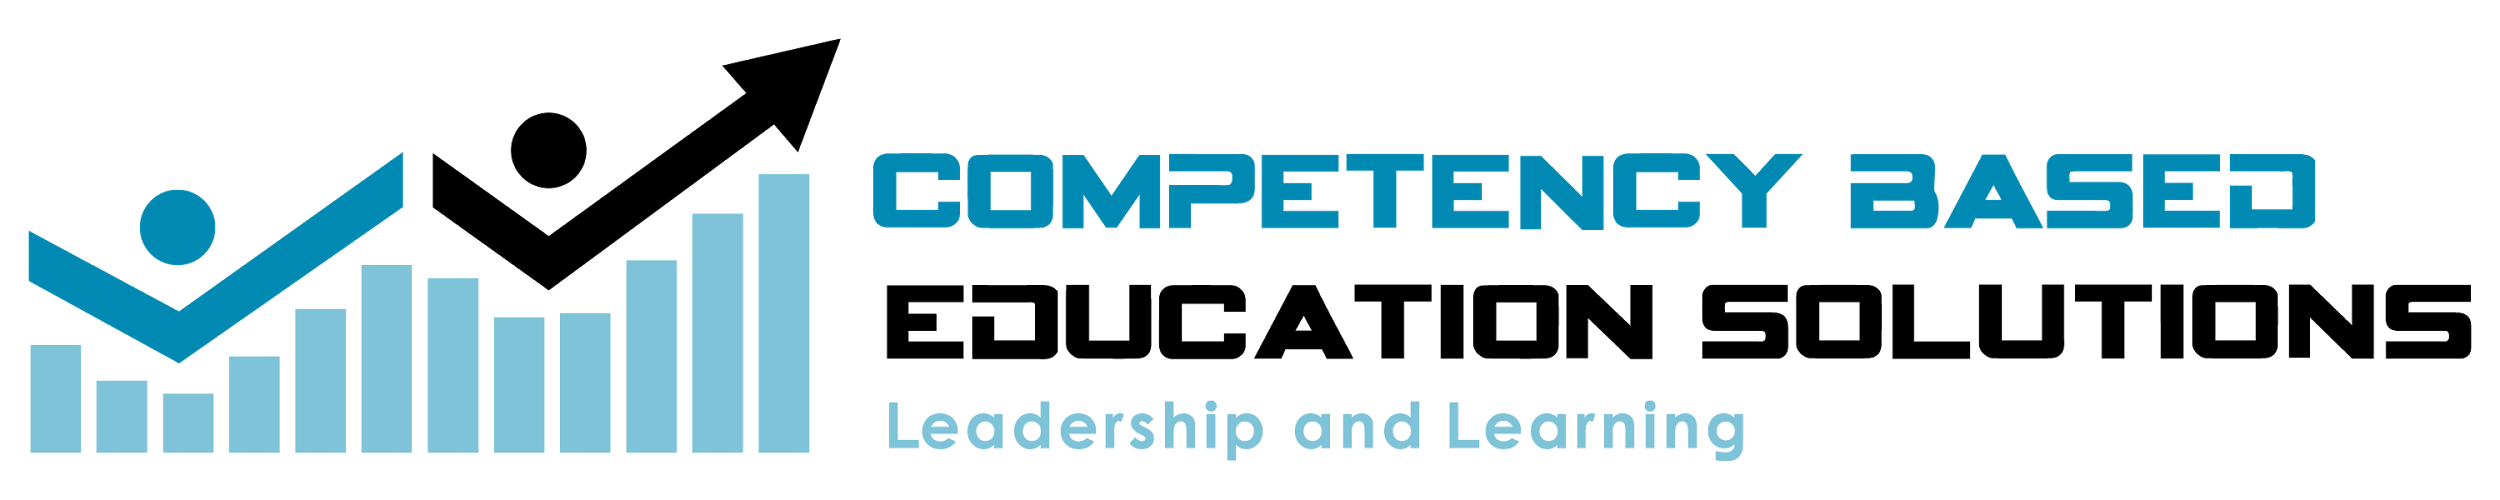 COMPETENCY BASED
EDUCATION SOLUTIONS
Leadership and Learning